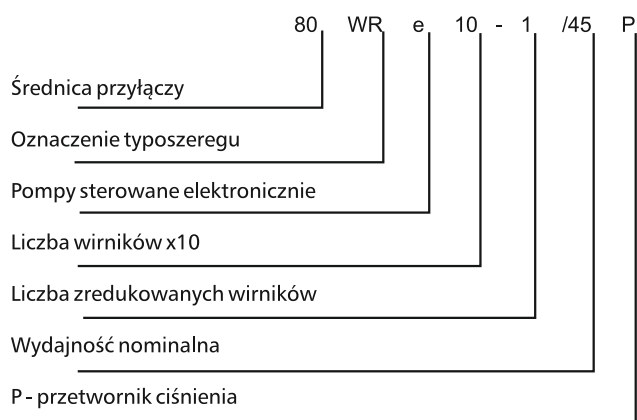 80 WR e 10 - 1 /45 P
Średnica przyłączy
Oznaczenie typoszeregu
Pompy sterowane elektronicznie
Liczba wirników x10
Liczba zredukowanych wirników
Wydajność nominalna
P - przetwornik ciśnienia